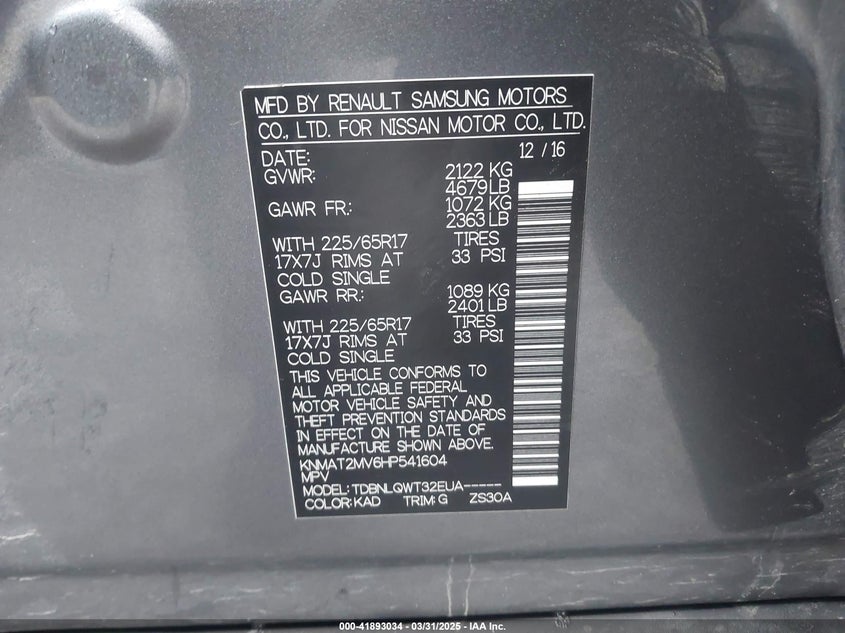 MFD BY RENAULT SAMSUNG MOTORS
CO., LTD. FOR NISSAN MOTOR CO., LTD.
DATE: 12 / 16
GVWR: 2122 KG
4679 LB
GAWR FR.: 1072 KG
2363 LB
WITH 225/65R17 TIRES
17X7J RIMS AT 33 PSI
COLD SINGLE
GAWR RR.: 1089 KG
2401 LB
WITH 225/65R17 TIRES
17X7J RIMS AT 33 PSI
COLD SINGLE
THIS VEHICLE CONFORMS TO
ALL APPLICABLE FEDERAL
MOTOR VEHICLE SAFETY AND
THEFT PREVENTION STANDARDS
IN EFFECT ON THE DATE OF
MANUFACTURE SHOWN ABOVE.
KNMAT2MV6HP541604
MPV
MODEL: TDBNLQWT32EUA-----
COLOR: KAD TRIM: G ZS30A
000-41893034 - 03/31/2025 - IAA Inc.